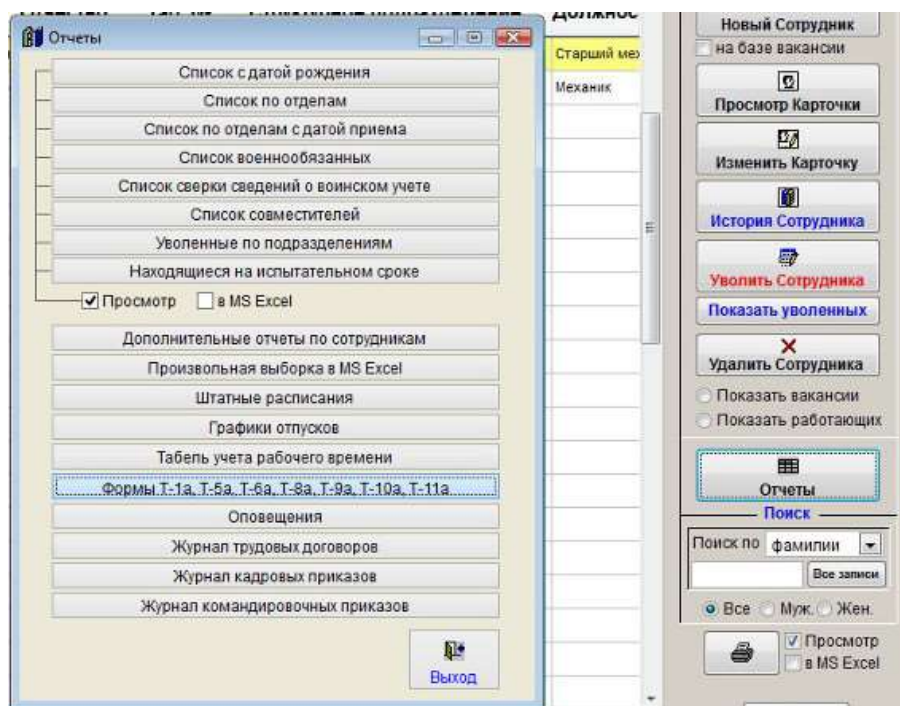 Отчеты
Список с датой рождения
Список по отделам
Список по отделам с датой приема
Список военнообязанных
Список сверки сведений о воинском учете
Список совместителей
Уволенные по подразделениям
Находящиеся на испытательном сроке
Просмотр в MS Excel
Дополнительные отчеты по сотрудникам
Произвольная выборка в MS Excel
Штатные расписания
Графики отпусков
Табель учета рабочего времени
Формы Т-1а, Т-5а, Т-6а, Т-8а, Т-9а, Т-10а, Т-11а
Оповещения
Журнал трудовых договоров
Журнал кадровых приказов
Журнал командировочных приказов
Выход
Должнос
Старший мех
Механик
Новый Сотрудник
на базе вакансии
Просмотр Карточки
Изменить Карточку
История Сотрудника
Уволить Сотрудника
Показать уволенных
Удалить Сотрудника
Показать вакансии
Показать работающих
Отчеты
Поиск
Поиск по фамилии
Все записи
Все Муж. Жен.
Просмотр
в MS Excel